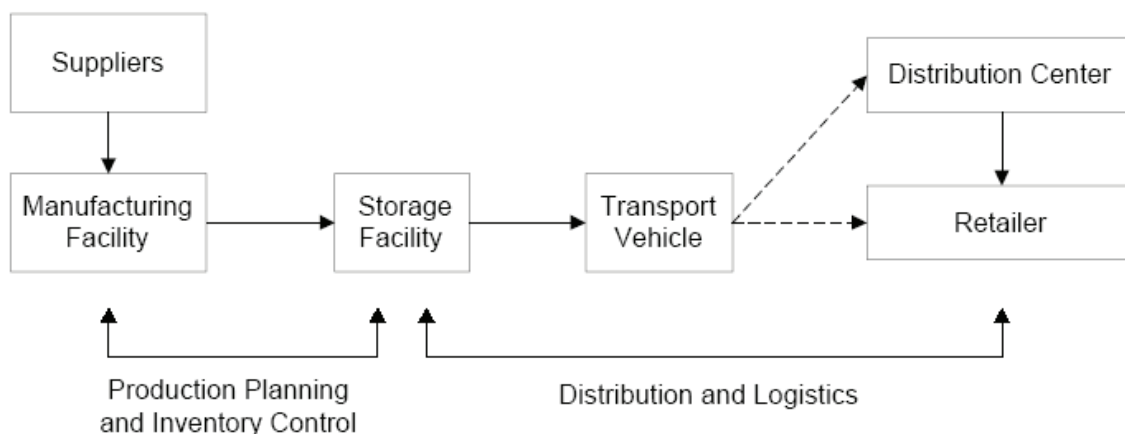 Suppliers
Distribution Center
Manufacturing
Facility
Storage
Facility
Transport
Vehicle
Retailer
Production Planning
and Inventory Control
Distribution and Logistics